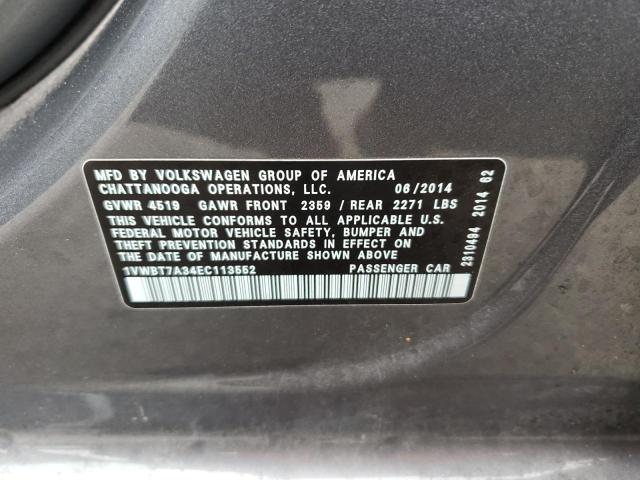 MFD BY VOLKSWAGEN GROUP OF AMERICA
CHATTANOOGA OPERATIONS, LLC. 06/2014
GVWR 4519 GAWR FRONT 2359 / REAR 2271 LBS
THIS VEHICLE CONFORMS TO ALL APPLICABLE U.S.
FEDERAL MOTOR VEHICLE SAFETY, BUMPER AND
THEFT PREVENTION STANDARDS IN EFFECT ON
THE DATE OF MANUFACTURE SHOWN ABOVE
1VWBT7A34EC113552 PASSENGER CAR
2310494 2014 62